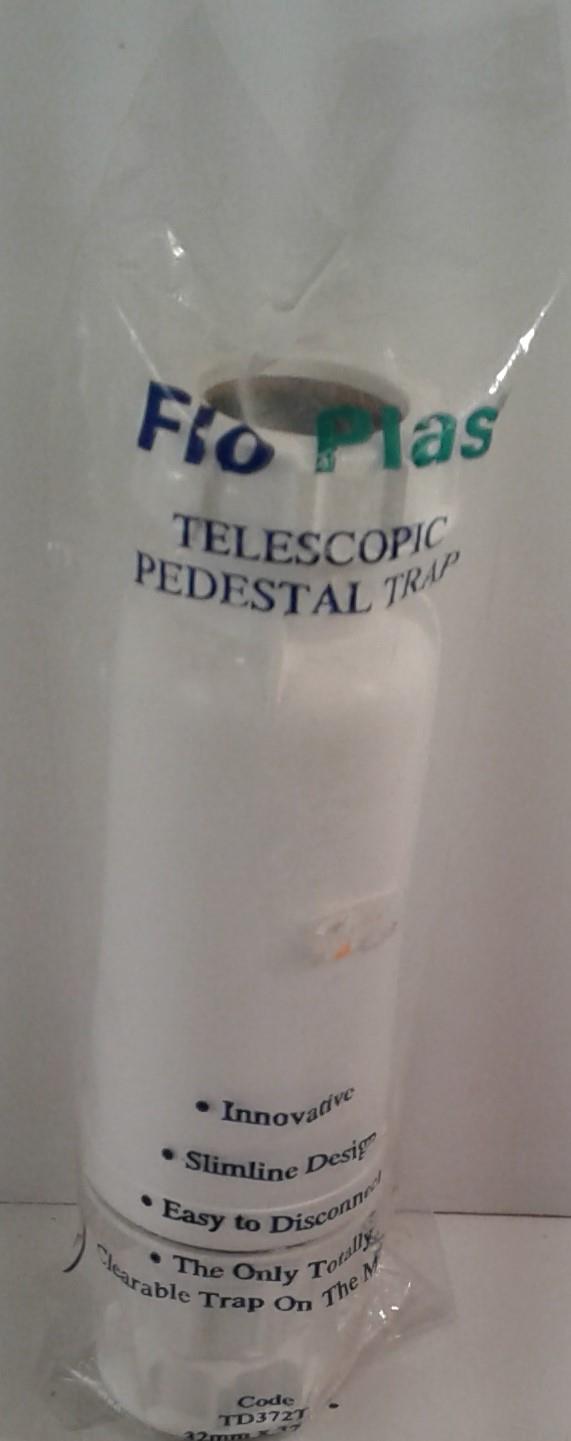 Flo Plas
TELESCOPIC
PEDESTAL TRAP
• Innovative
• Slimline Design
• Easy to Disconnect
• The Only Totally
Clearable Trap On The
Code
TD372T
32mm x